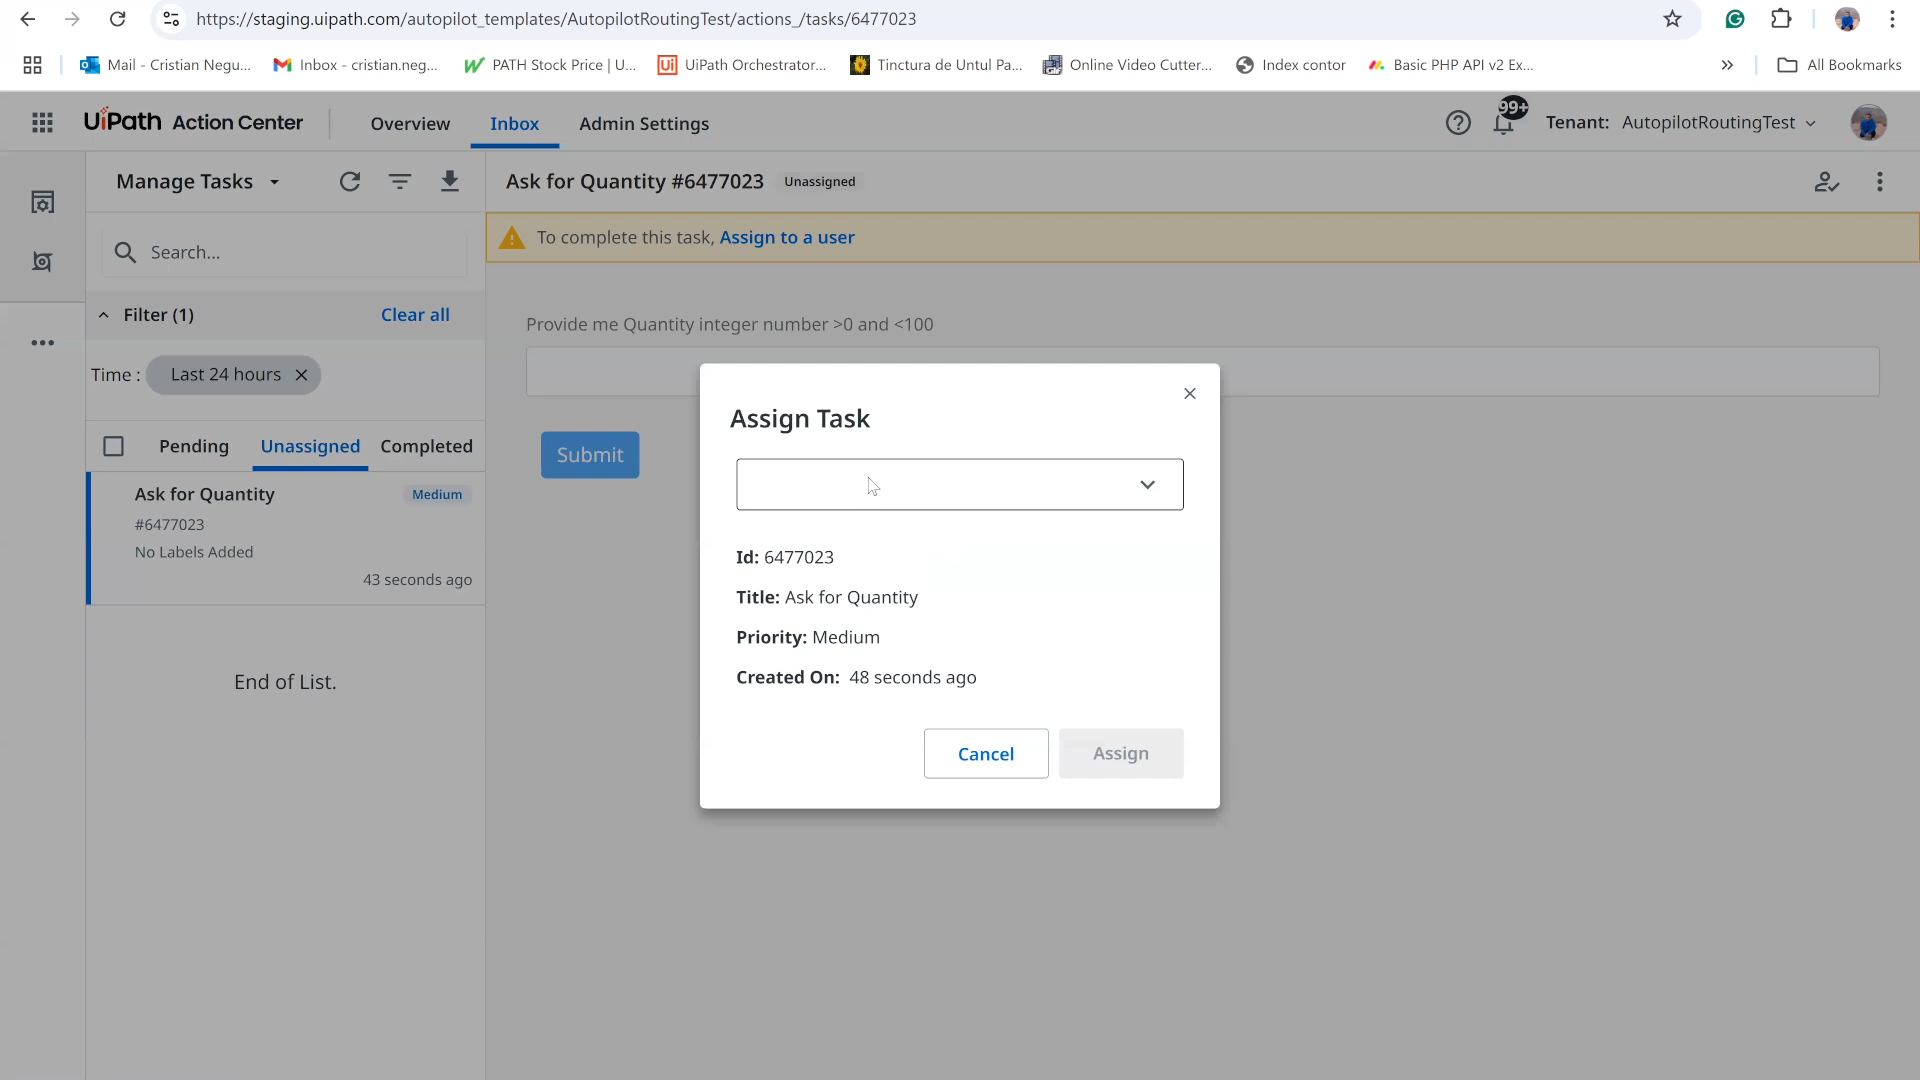 https://staging.uipath.com/autopilot_templates/AutopilotRoutingTest/actions_/tasks/6477023
Mail - Cristian Negu... Inbox - cristian.neg... PATH Stock Price | U... UiPath Orchestrator... Tinctura de Untul Pa... Online Video Cutter... Index contor Basic PHP API v2 Ex... All Bookmarks
UiPath Action Center Overview Inbox Admin Settings 99+ Tenant: AutopilotRoutingTest
Manage Tasks Ask for Quantity #6477023 Unassigned
To complete this task, Assign to a user
Search...
Filter (1) Clear all
Provide me Quantity integer number >0 and <100
Time : Last 24 hours
Submit
Pending Unassigned Completed
Ask for Quantity Medium
#6477023
No Labels Added
43 seconds ago
End of List.
Assign Task
Id: 6477023
Title: Ask for Quantity
Priority: Medium
Created On: 48 seconds ago
Cancel Assign